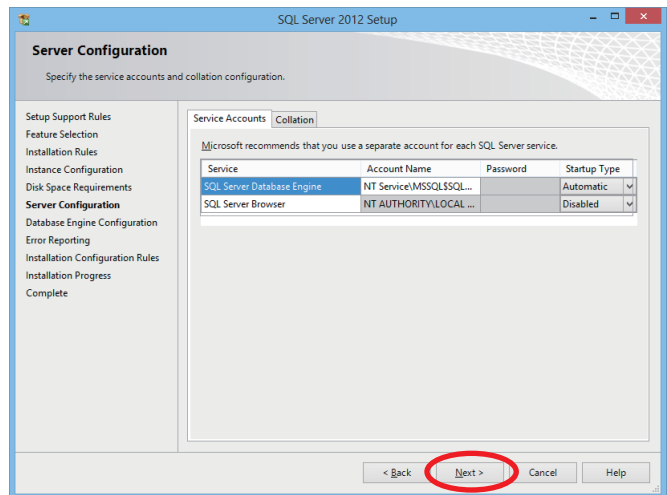 SQL Server 2012 Setup
Server Configuration
Specify the service accounts and collation configuration.
Setup Support Rules
Feature Selection
Installation Rules
Instance Configuration
Disk Space Requirements
Server Configuration
Database Engine Configuration
Error Reporting
Installation Configuration Rules
Installation Progress
Complete
Service Accounts Collation
Microsoft recommends that you use a separate account for each SQL Server service.
Service Account Name Password Startup Type
SQL Server Database Engine NT Service\MSSQL$SQL... Automatic
SQL Server Browser NT AUTHORITY\LOCAL ... Disabled
< Back Next > Cancel Help